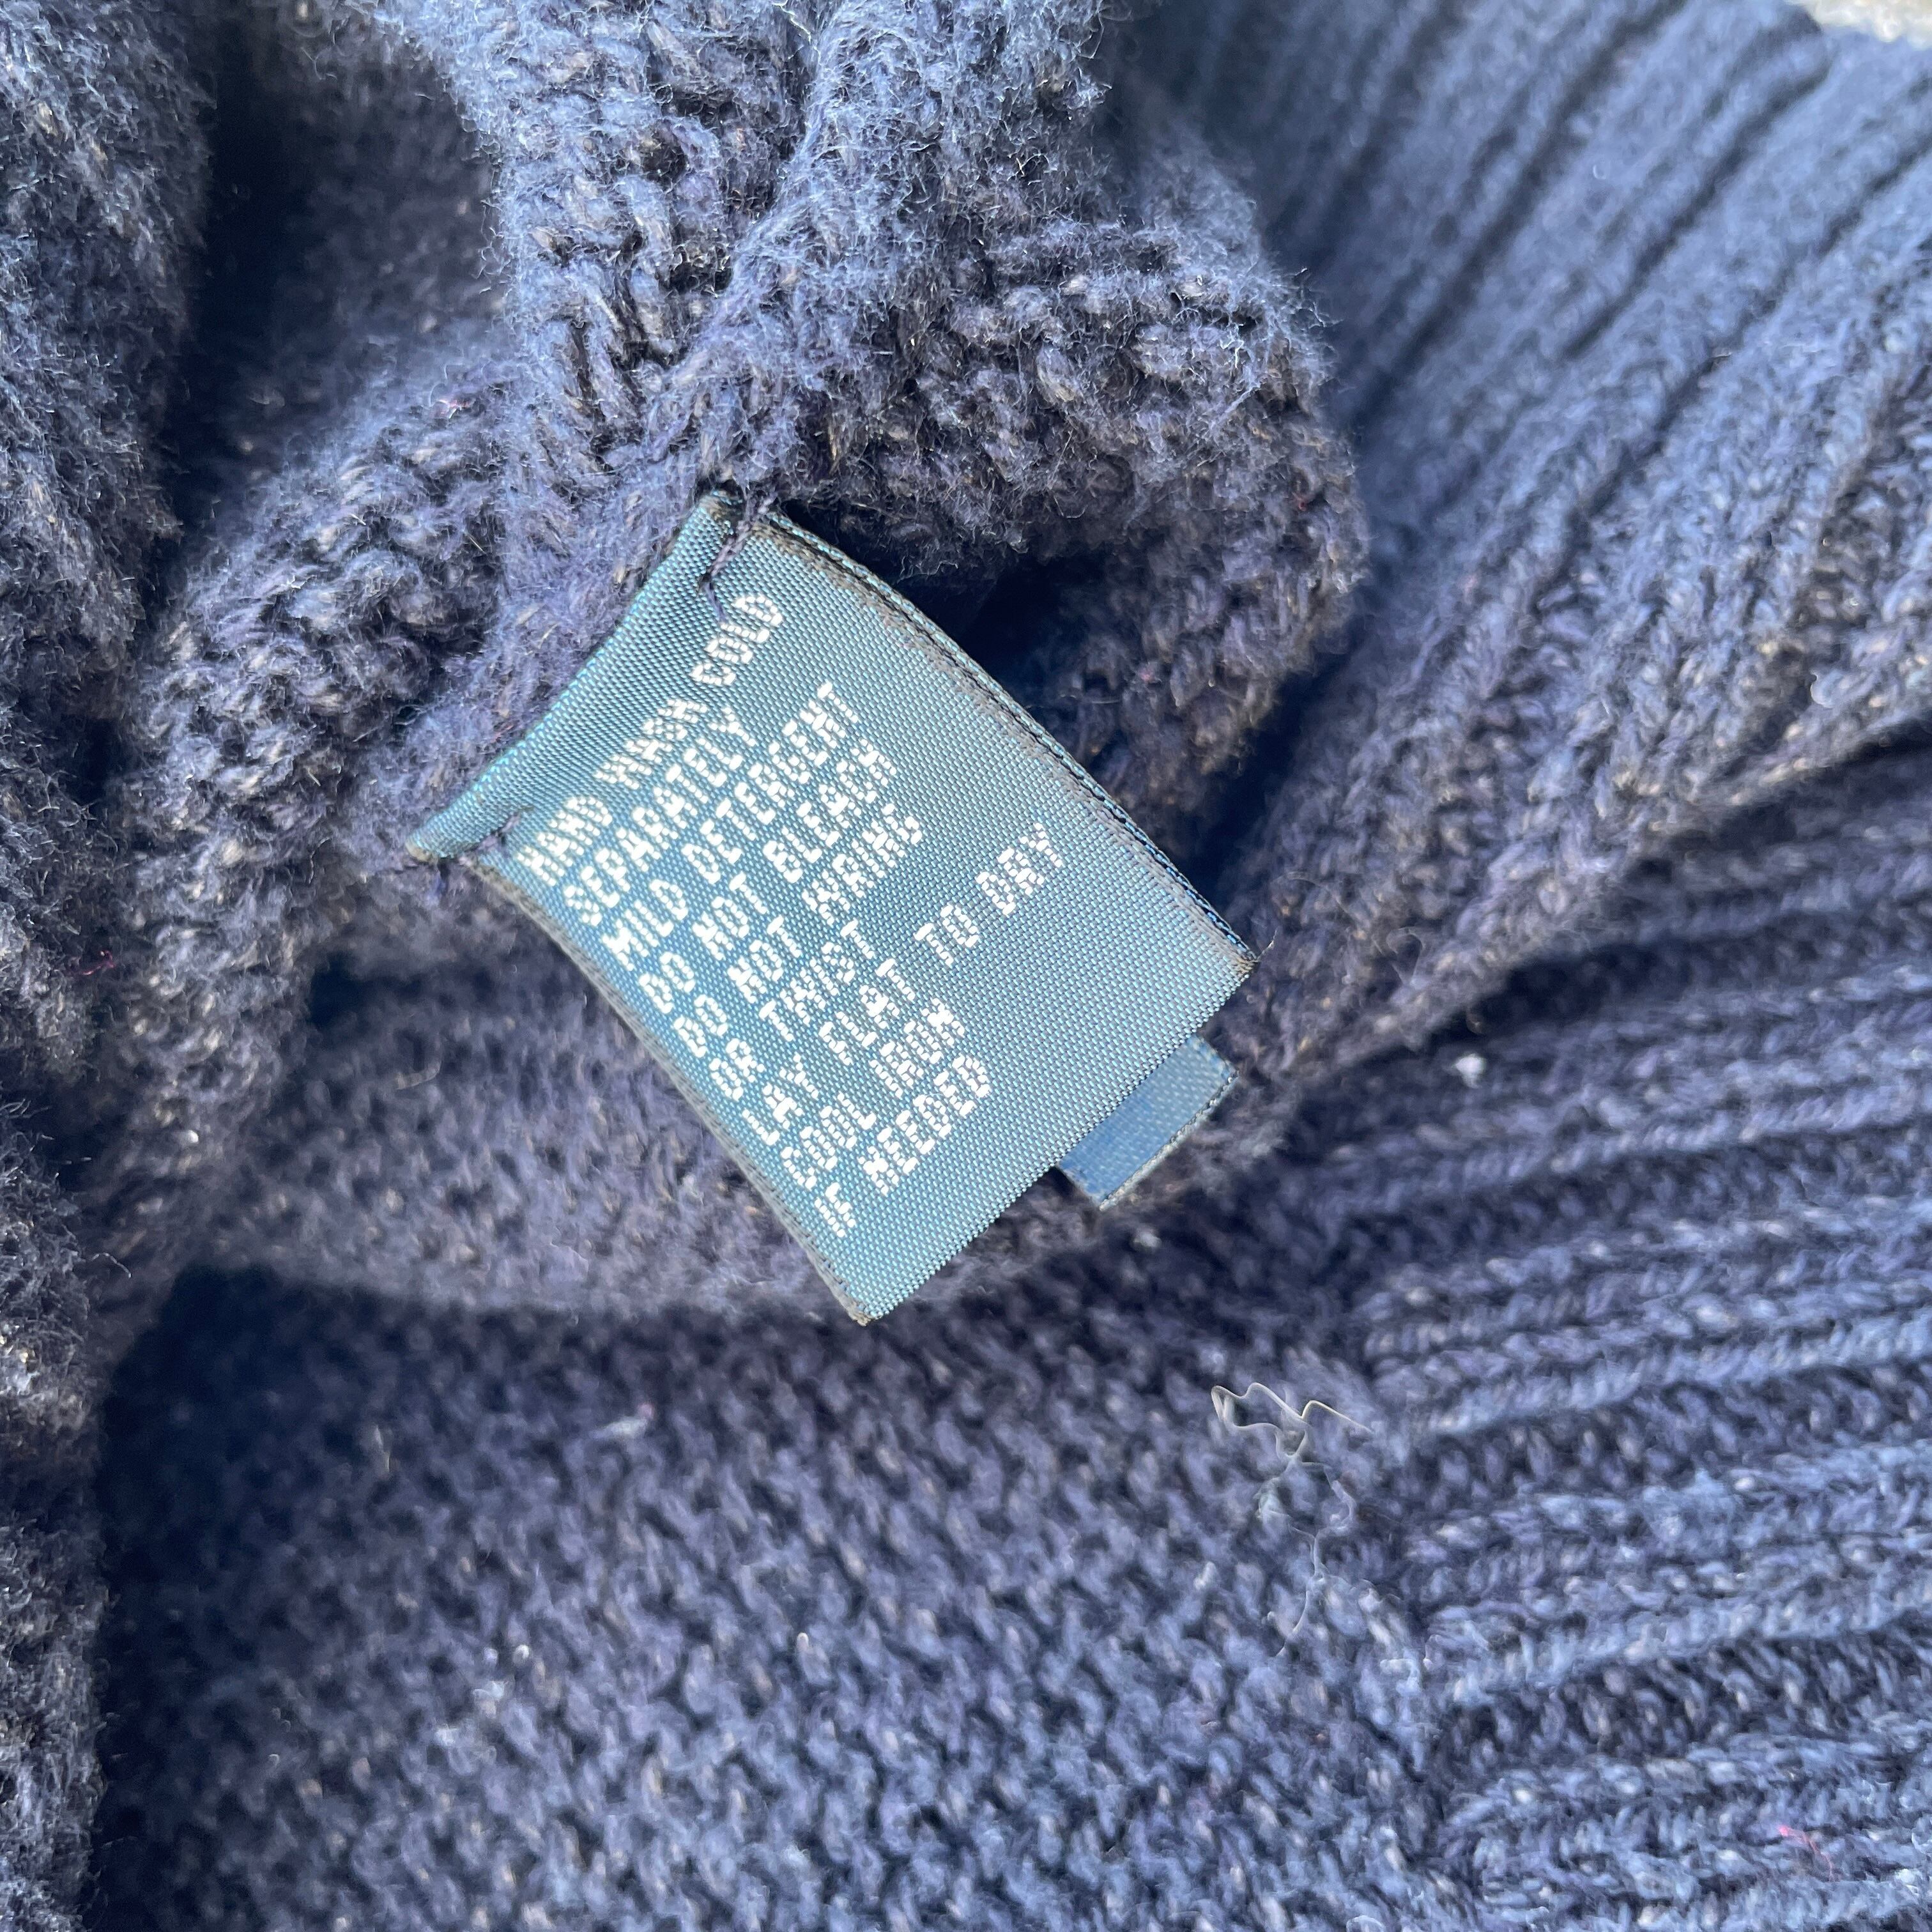 HAND WASH COLD
SEPARATELY
MILD DETERGENT
DO NOT BLEACH
DO NOT WRING
OR TWIST
LAY FLAT TO DRY
COOL IRON
IF NEEDED